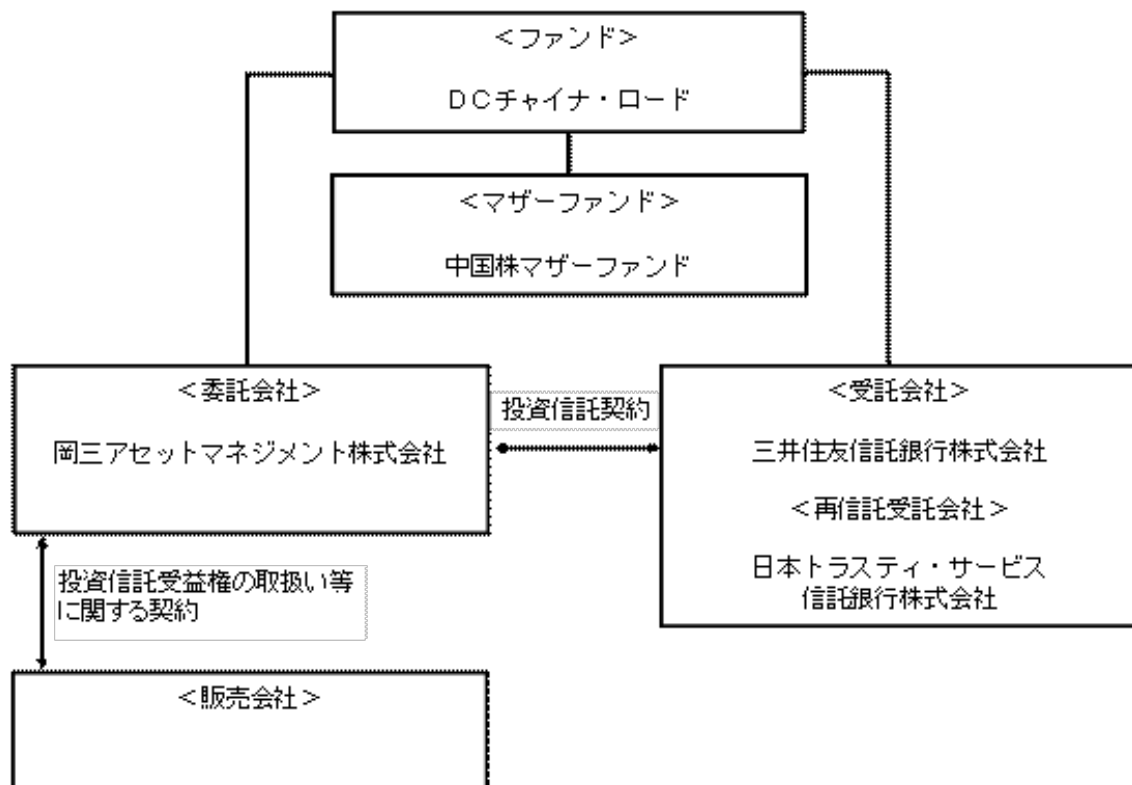 ＜ファンド＞
ＤＣチャイナ・ロード
＜マザーファンド＞
中国株マザーファンド
＜委託会社＞
岡三アセットマネジメント株式会社
投資信託契約
＜受託会社＞
三井住友信託銀行株式会社
＜再信託受託会社＞
日本トラスティ・サービス
信託銀行株式会社
投資信託受益権の取扱い等
に関する契約
＜販売会社＞